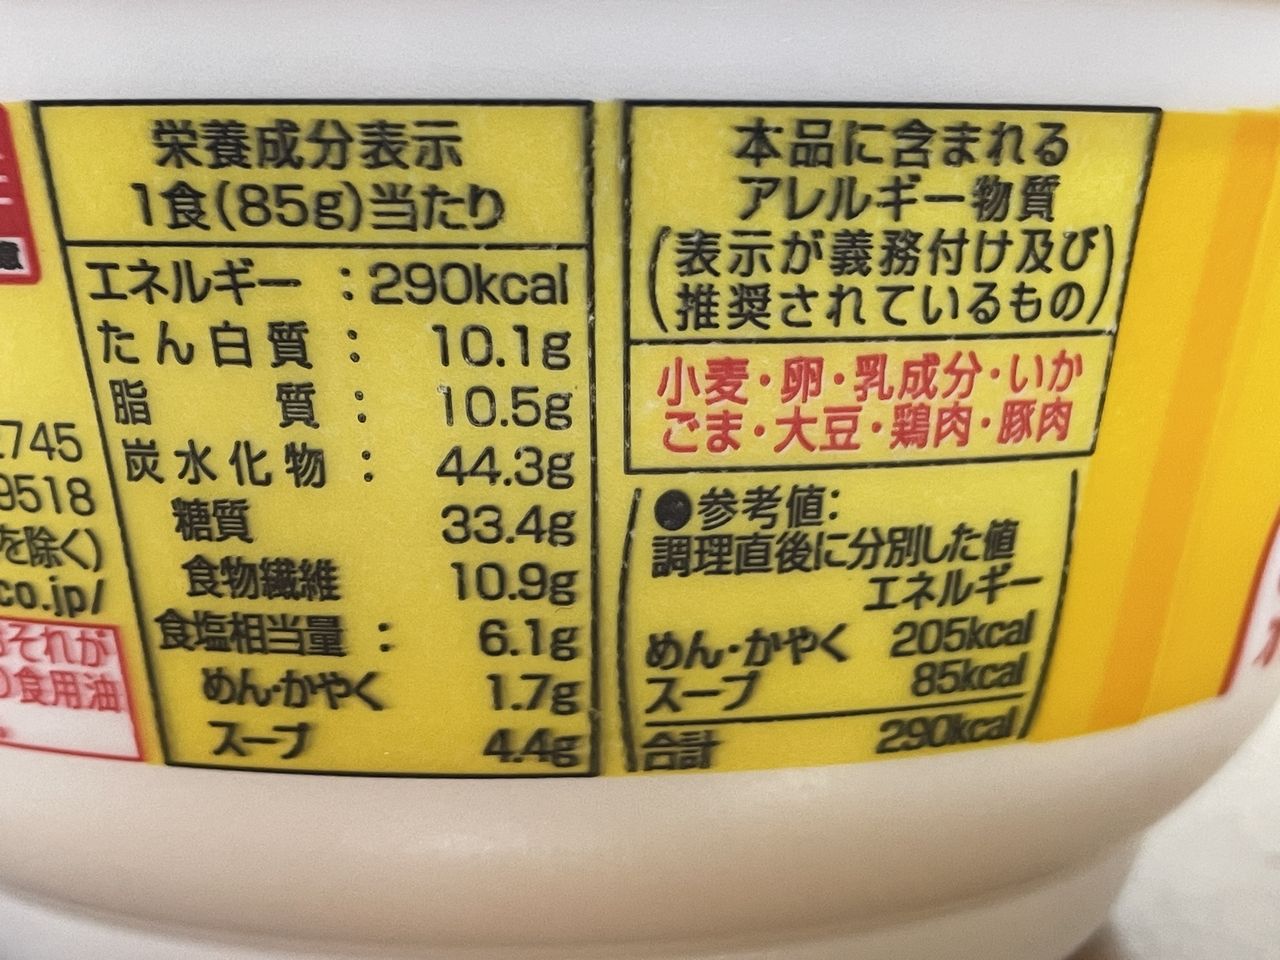 栄養成分表示
1食(85g)当たり
エネルギー：290kcal
たん白質：10.1g
脂質：10.5g
炭水化物：44.3g
糖質 33.4g
食物繊維 10.9g
食塩相当量：6.1g
めん・かやく 1.7g
スープ 4.4g
本品に含まれる
アレルギー物質
(表示が義務付け及び
推奨されているもの)
小麦・卵・乳成分・いか
ごま・大豆・鶏肉・豚肉
●参考値：
調理直後に分別した値
エネルギー
めん・かやく 205kcal
スープ 85kcal
合計 290kcal
745
9518
を除く)
co.jp/
それが
の食用油